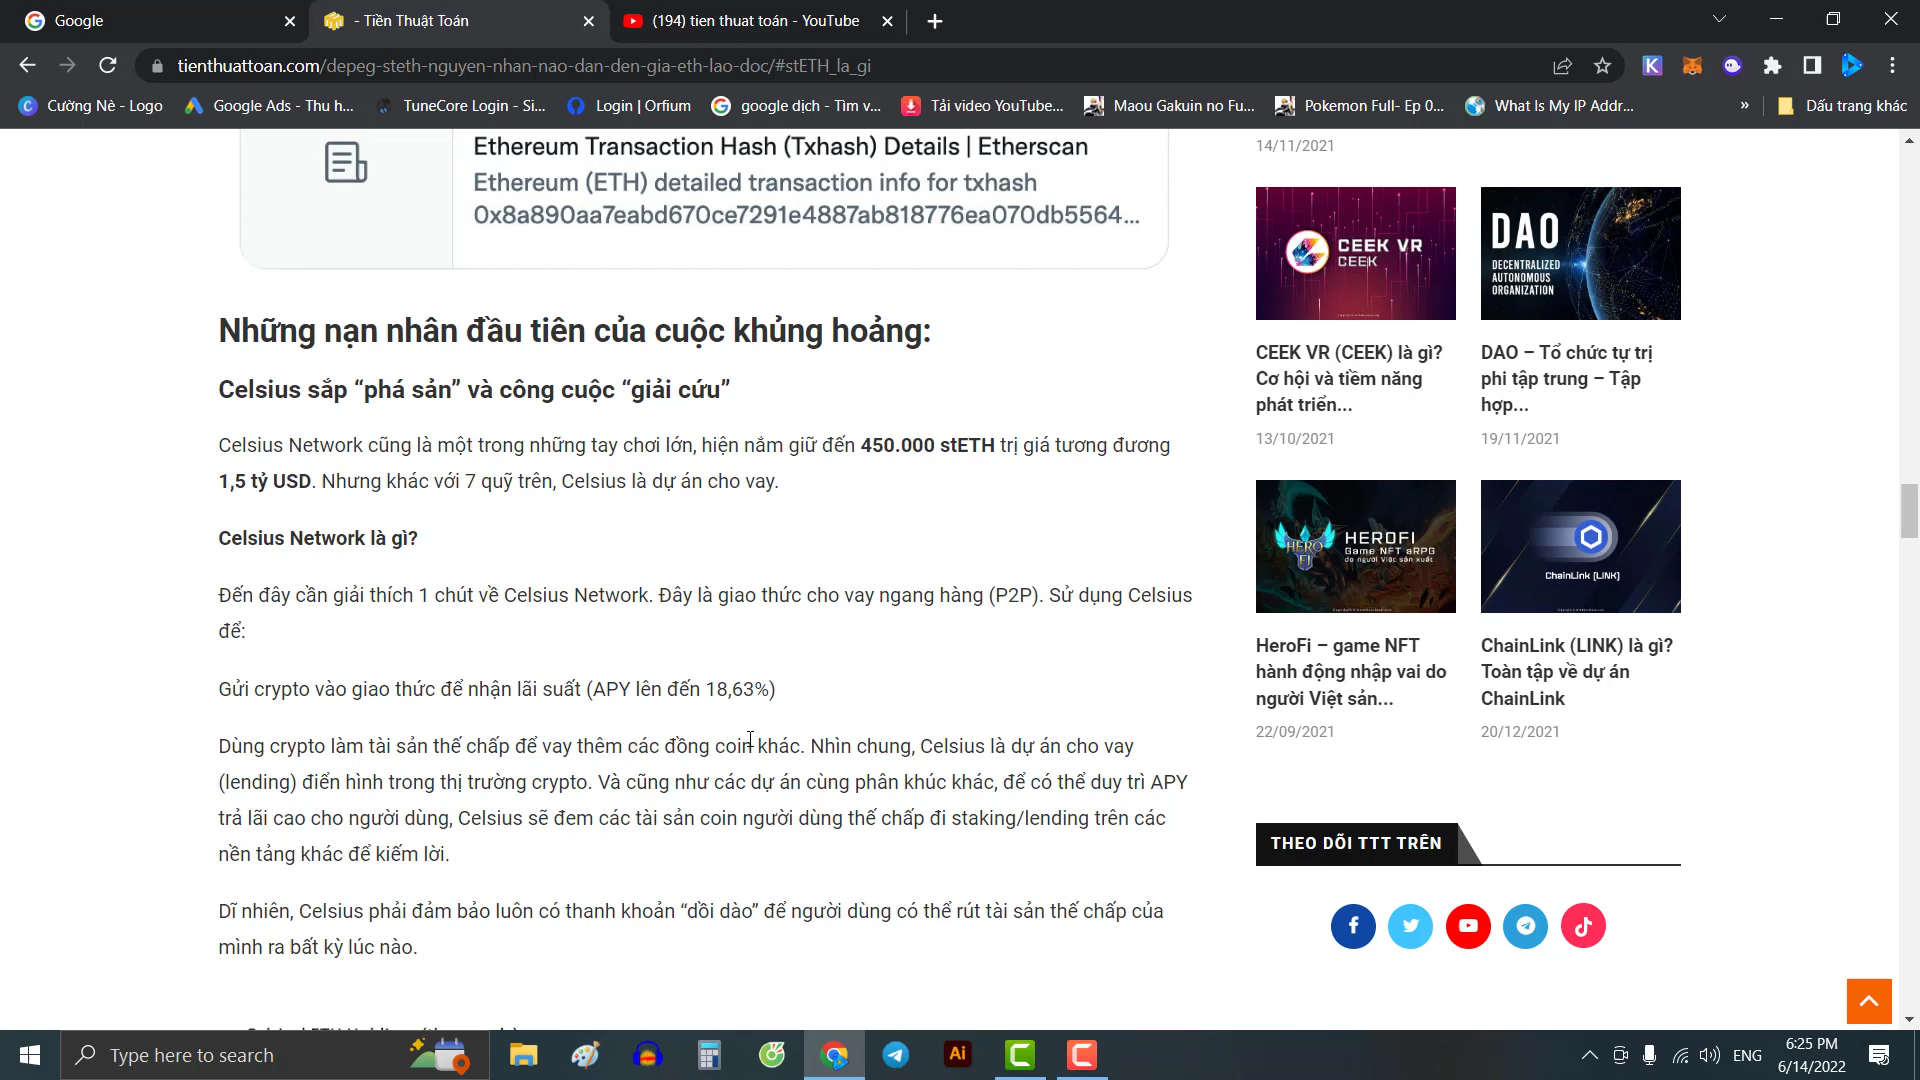 Google
- Tiền Thuật Toán
(194) tien thuat toán - YouTube
tienthuattoan.com/depeg-steth-nguyen-nhan-nao-dan-den-gia-eth-lao-doc/#stETH_la_gi
Cường Nè - Logo
Google Ads - Thu h...
TuneCore Login - Si...
Login | Orfium
google dịch - Tìm v...
Tải video YouTube...
Maou Gakuin no Fu...
Pokemon Full- Ep 0...
What Is My IP Addr...
»
Dấu trang khác
Ethereum Transaction Hash (Txhash) Details | Etherscan
Ethereum (ETH) detailed transaction info for txhash
0x8a890aa7eabd670ce7291e4887ab818776ea070db5564...
Những nạn nhân đầu tiên của cuộc khủng hoảng:
Celsius sắp “phá sản” và công cuộc “giải cứu”
Celsius Network cũng là một trong những tay chơi lớn, hiện nắm giữ đến 450.000 stETH trị giá tương đương
1,5 tỷ USD. Nhưng khác với 7 quỹ trên, Celsius là dự án cho vay.
Celsius Network là gì?
Đến đây cần giải thích 1 chút về Celsius Network. Đây là giao thức cho vay ngang hàng (P2P). Sử dụng Celsius
để:
Gửi crypto vào giao thức để nhận lãi suất (APY lên đến 18,63%)
Dùng crypto làm tài sản thế chấp để vay thêm các đồng coin khác. Nhìn chung, Celsius là dự án cho vay
(lending) điển hình trong thị trường crypto. Và cũng như các dự án cùng phân khúc khác, để có thể duy trì APY
trả lãi cao cho người dùng, Celsius sẽ đem các tài sản coin người dùng thế chấp đi staking/lending trên các
nền tảng khác để kiếm lời.
Dĩ nhiên, Celsius phải đảm bảo luôn có thanh khoản “dồi dào” để người dùng có thể rút tài sản thế chấp của
mình ra bất kỳ lúc nào.
14/11/2021
CEEK VR
CEEK
DAO
DECENTRALIZED
AUTONOMOUS
ORGANIZATION
CEEK VR (CEEK) là gì?
Cơ hội và tiềm năng
phát triển...
13/10/2021
DAO – Tổ chức tự trị
phi tập trung – Tập
hợp...
19/11/2021
HERO
FI
HEROFI
Game NFT aRPG
do người Việt sản xuất
ChainLink (LINK)
HeroFi – game NFT
hành động nhập vai do
người Việt sản...
22/09/2021
ChainLink (LINK) là gì?
Toàn tập về dự án
ChainLink
20/12/2021
THEO DÕI TTT TRÊN
Type here to search
Ai
ENG
6:25 PM
6/14/2022